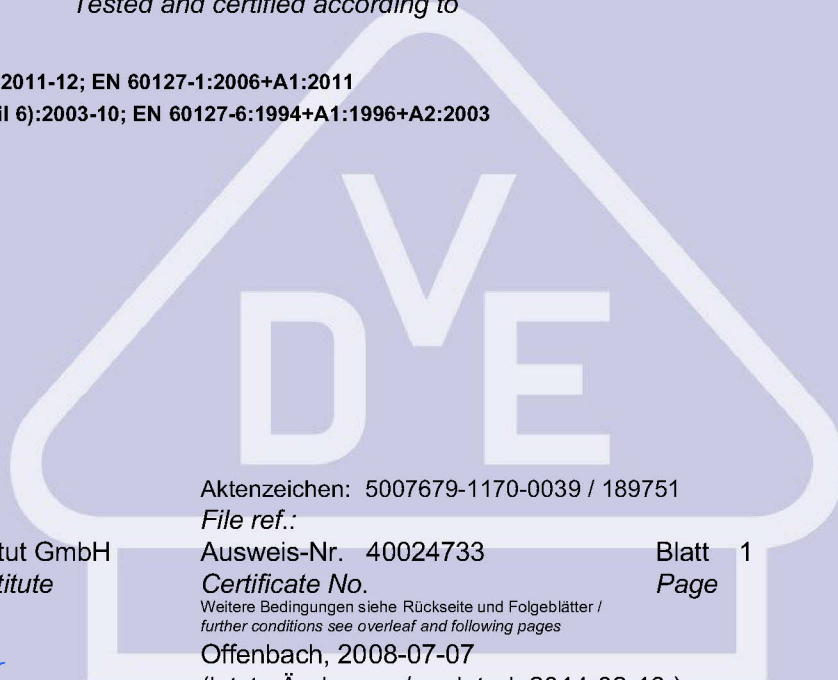 Tested and certified according to
2011-12; EN 60127-1:2006+A1:2011
6):2003-10; EN 60127-6:1994+A1:1996+A2:2003
VDE
Aktenzeichen: 5007679-1170-0039 / 189751
File ref.:
GmbH Ausweis-Nr. 40024733 Blatt 1
Certificate No. Page
Weitere Bedingungen siehe Rückseite und Folgeblätter /
further conditions see overleaf and following pages
Offenbach, 2008-07-07